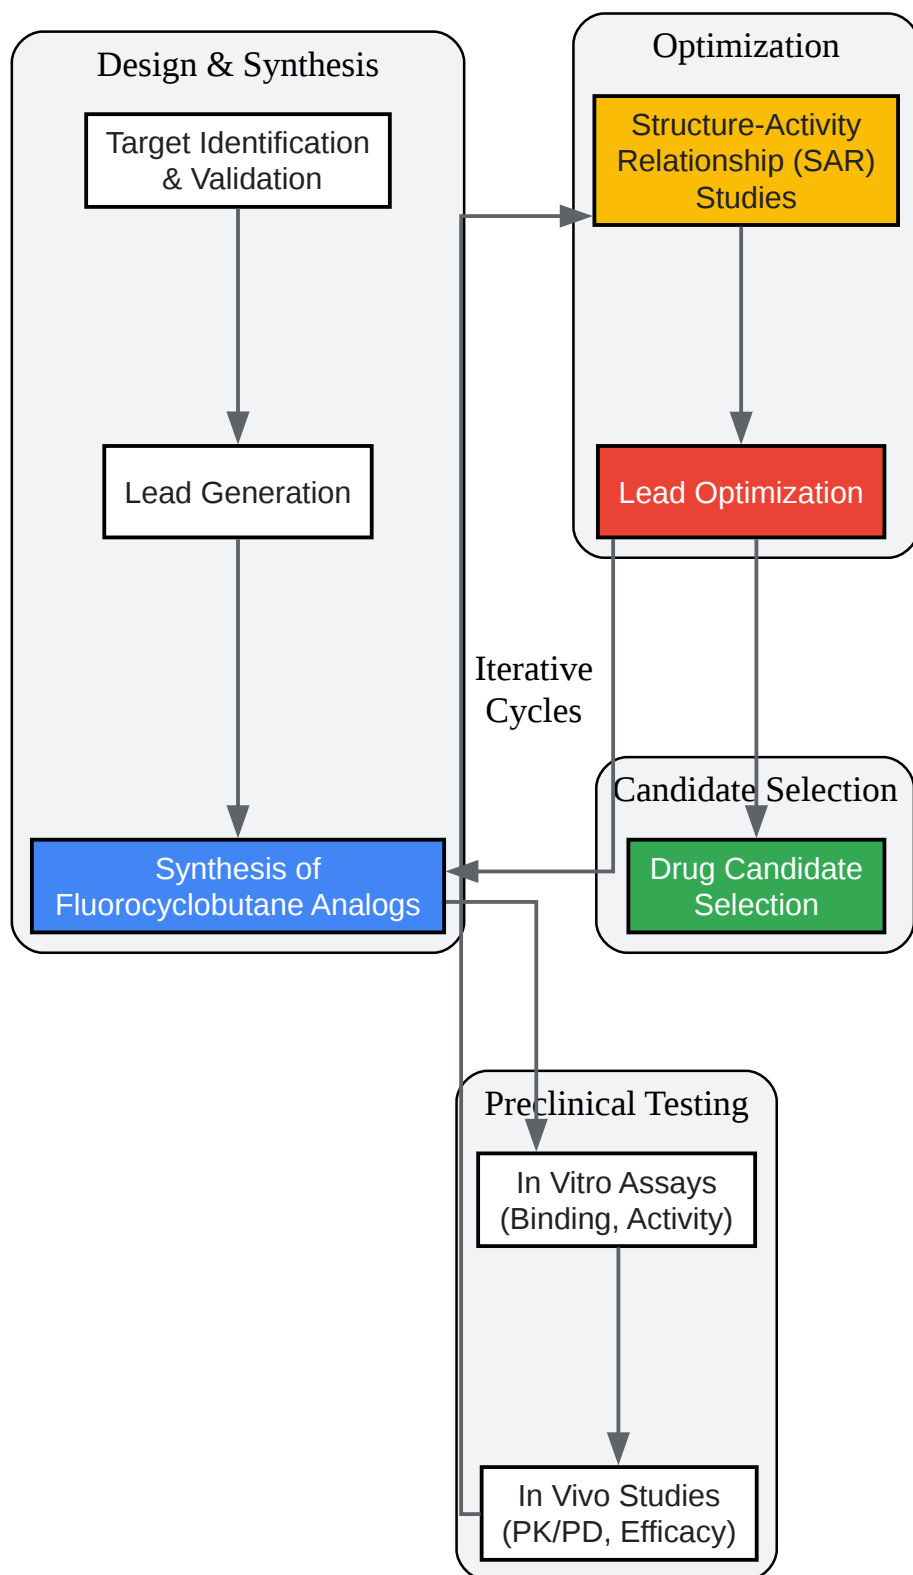 Design & Synthesis
Target Identification
& Validation
Lead Generation
Synthesis of
Fluorocyclobutane Analogs
Optimization
Structure-Activity
Relationship (SAR)
Studies
Lead Optimization
Iterative
Cycles
Candidate Selection
Drug Candidate
Selection
Preclinical Testing
In Vitro Assays
(Binding, Activity)
In Vivo Studies
(PK/PD, Efficacy)